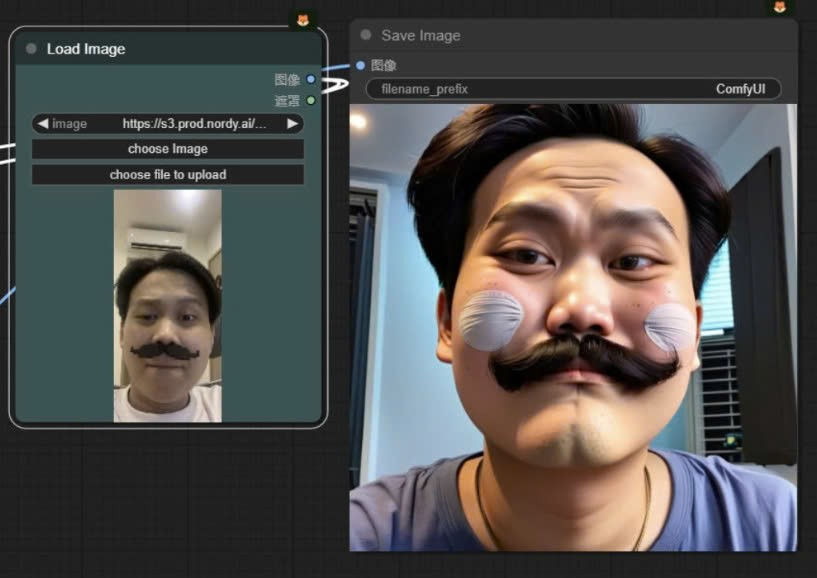 Load Image
图像
遮罩
image https://s3.prod.nordy.ai/...
choose Image
choose file to upload
Save Image
图像
filename_prefix ComfyUI